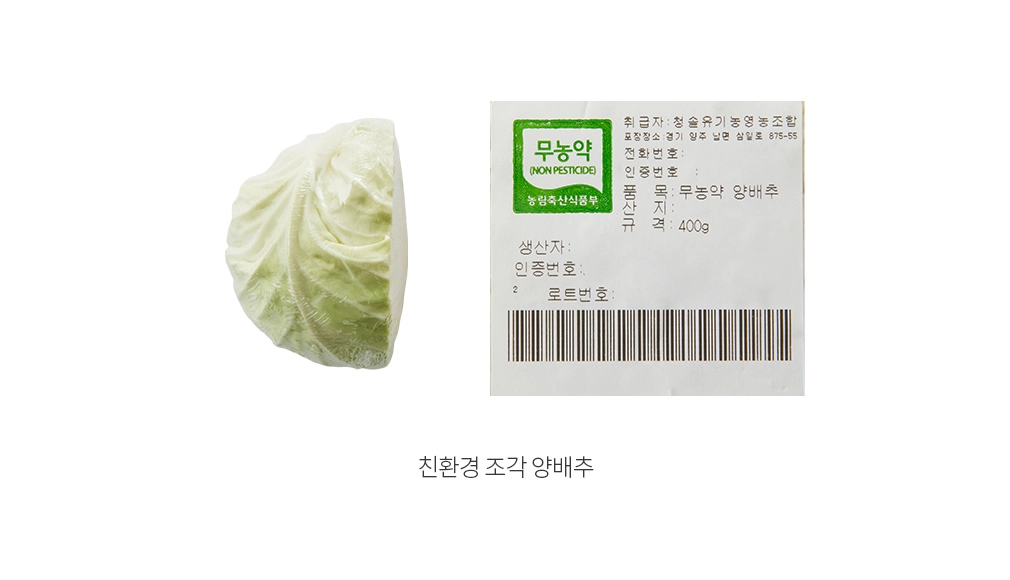 무농약
(NON PESTICIDE)
농림축산식품부
취급자:청솔유기농영농조합
포장장소:경기 양주 남면 삼일로 875-55
전화번호:
인증번호 :
품 목:무농약 양배추
산 지:
규 격:400g
생산자:
인증번호:.
2 로트번호:
친환경 조각 양배추